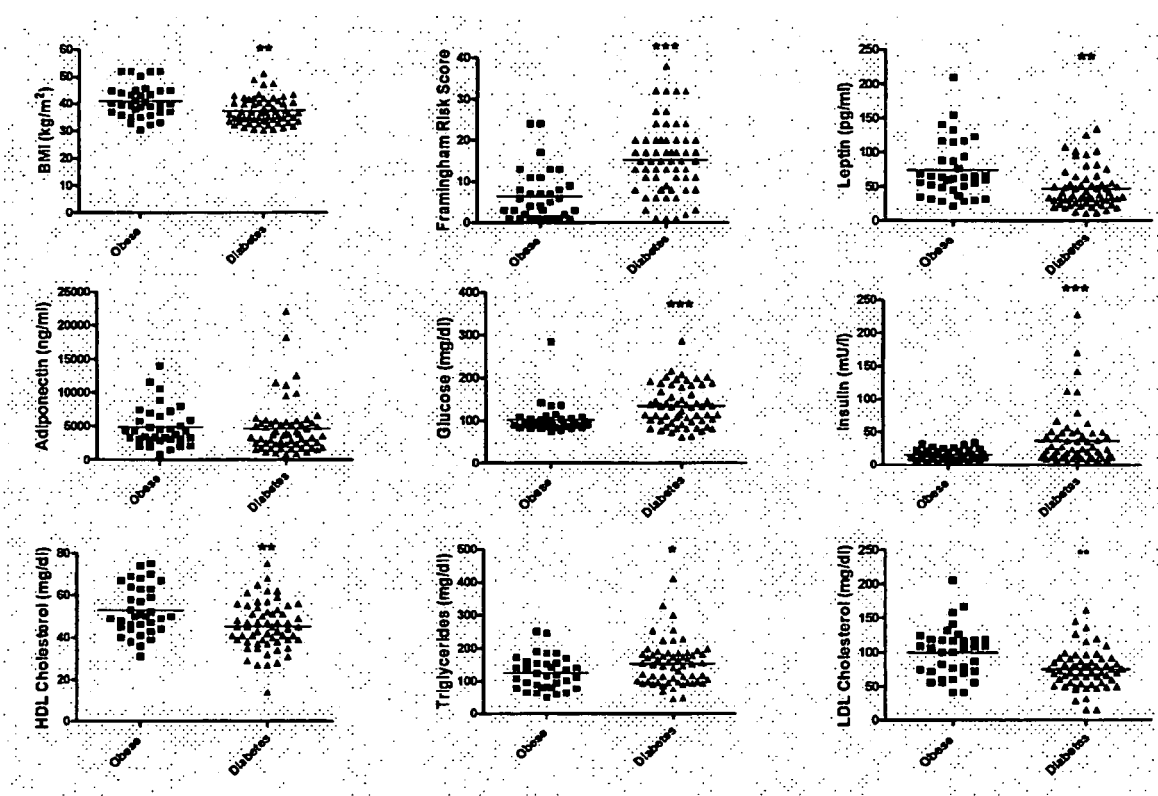 BMI (kg/m²)
60
50
40
30
20
10
0
**
Obese
Diabetes
Framingham Risk Score
40
30
20
10
0
***
Obese
Diabetes
Leptin (pg/ml)
250
200
150
100
50
0
**
Obese
Diabetes
Adiponectin (ng/ml)
25000
20000
15000
10000
5000
0
Obese
Diabetes
Glucose (mg/dl)
400
300
200
100
0
***
Obese
Diabetes
Insulin (mU/l)
250
200
150
100
50
0
***
Obese
Diabetes
HDL Cholesterol (mg/dl)
80
60
40
20
0
**
Obese
Diabetes
Triglycerides (mg/dl)
500
400
300
200
100
0
*
Obese
Diabetes
LDL Cholesterol (mg/dl)
250
200
150
100
50
0
**
Obese
Diabetes